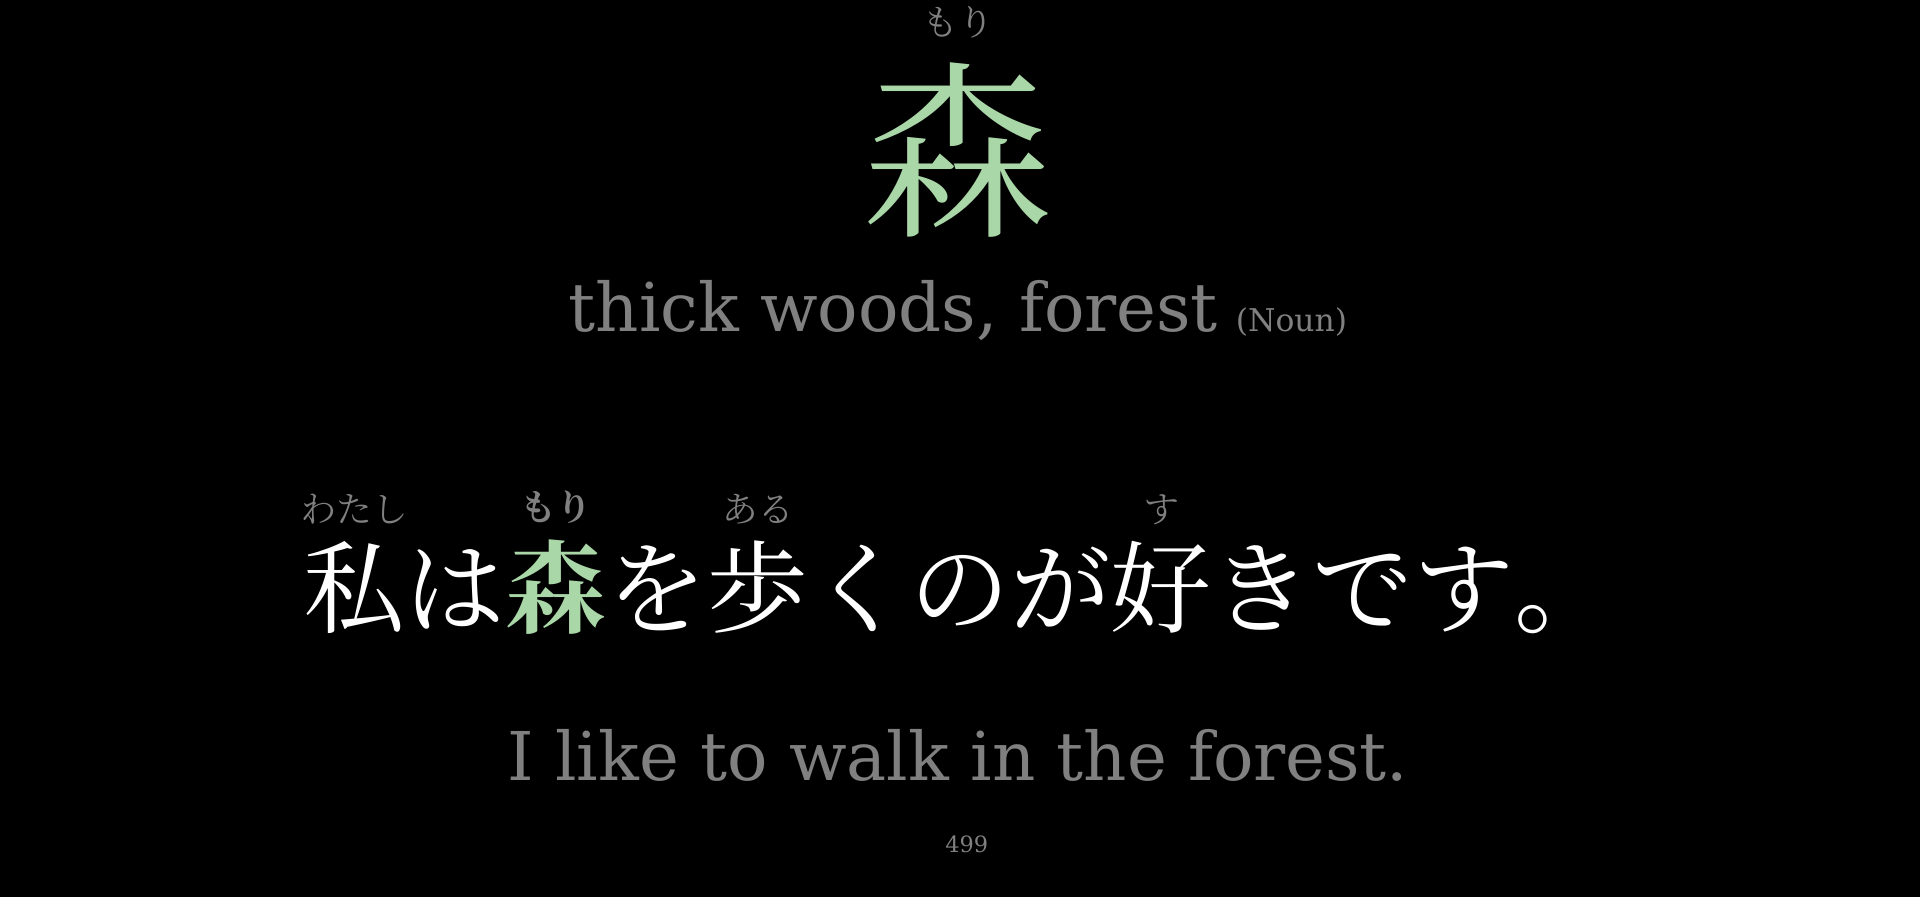 もり
森
thick woods, forest (Noun)
わたし もり ある す
私は森を歩くのが好きです。
I like to walk in the forest.
499